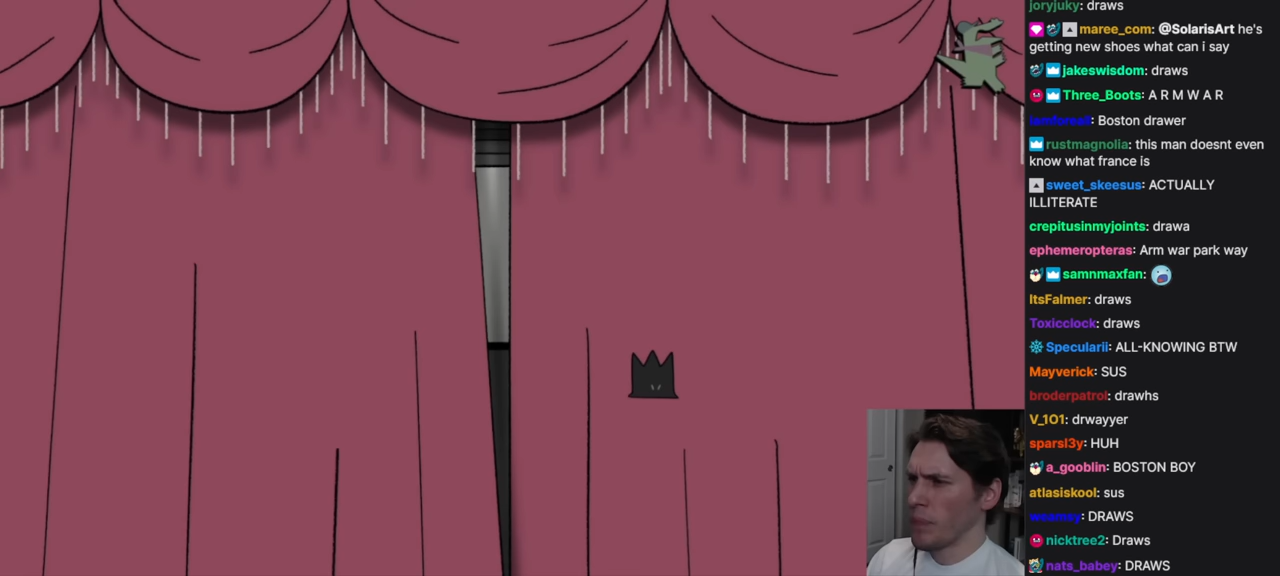 joryjuky: draws
maree_com: @SolarisArt he's
getting new shoes what can i say
jakeswisdom: draws
Three_Boots: A R M W A R
iamforeall: Boston drawer
rustmagnolia: this man doesnt even
know what france is
sweet_skeesus: ACTUALLY
ILLITERATE
crepitusinmyjoints: drawa
ephemeropteras: Arm war park way
samnmaxfan:
ItsFalmer: draws
Toxicclock: draws
Specularii: ALL-KNOWING BTW
Mayverick: SUS
broderpatrol: drawhs
V_1O1: drwayyer
sparsl3y: HUH
a_gooblin: BOSTON BOY
atlasiskool: sus
weamsy: DRAWS
nicktree2: Draws
nats_babey: DRAWS